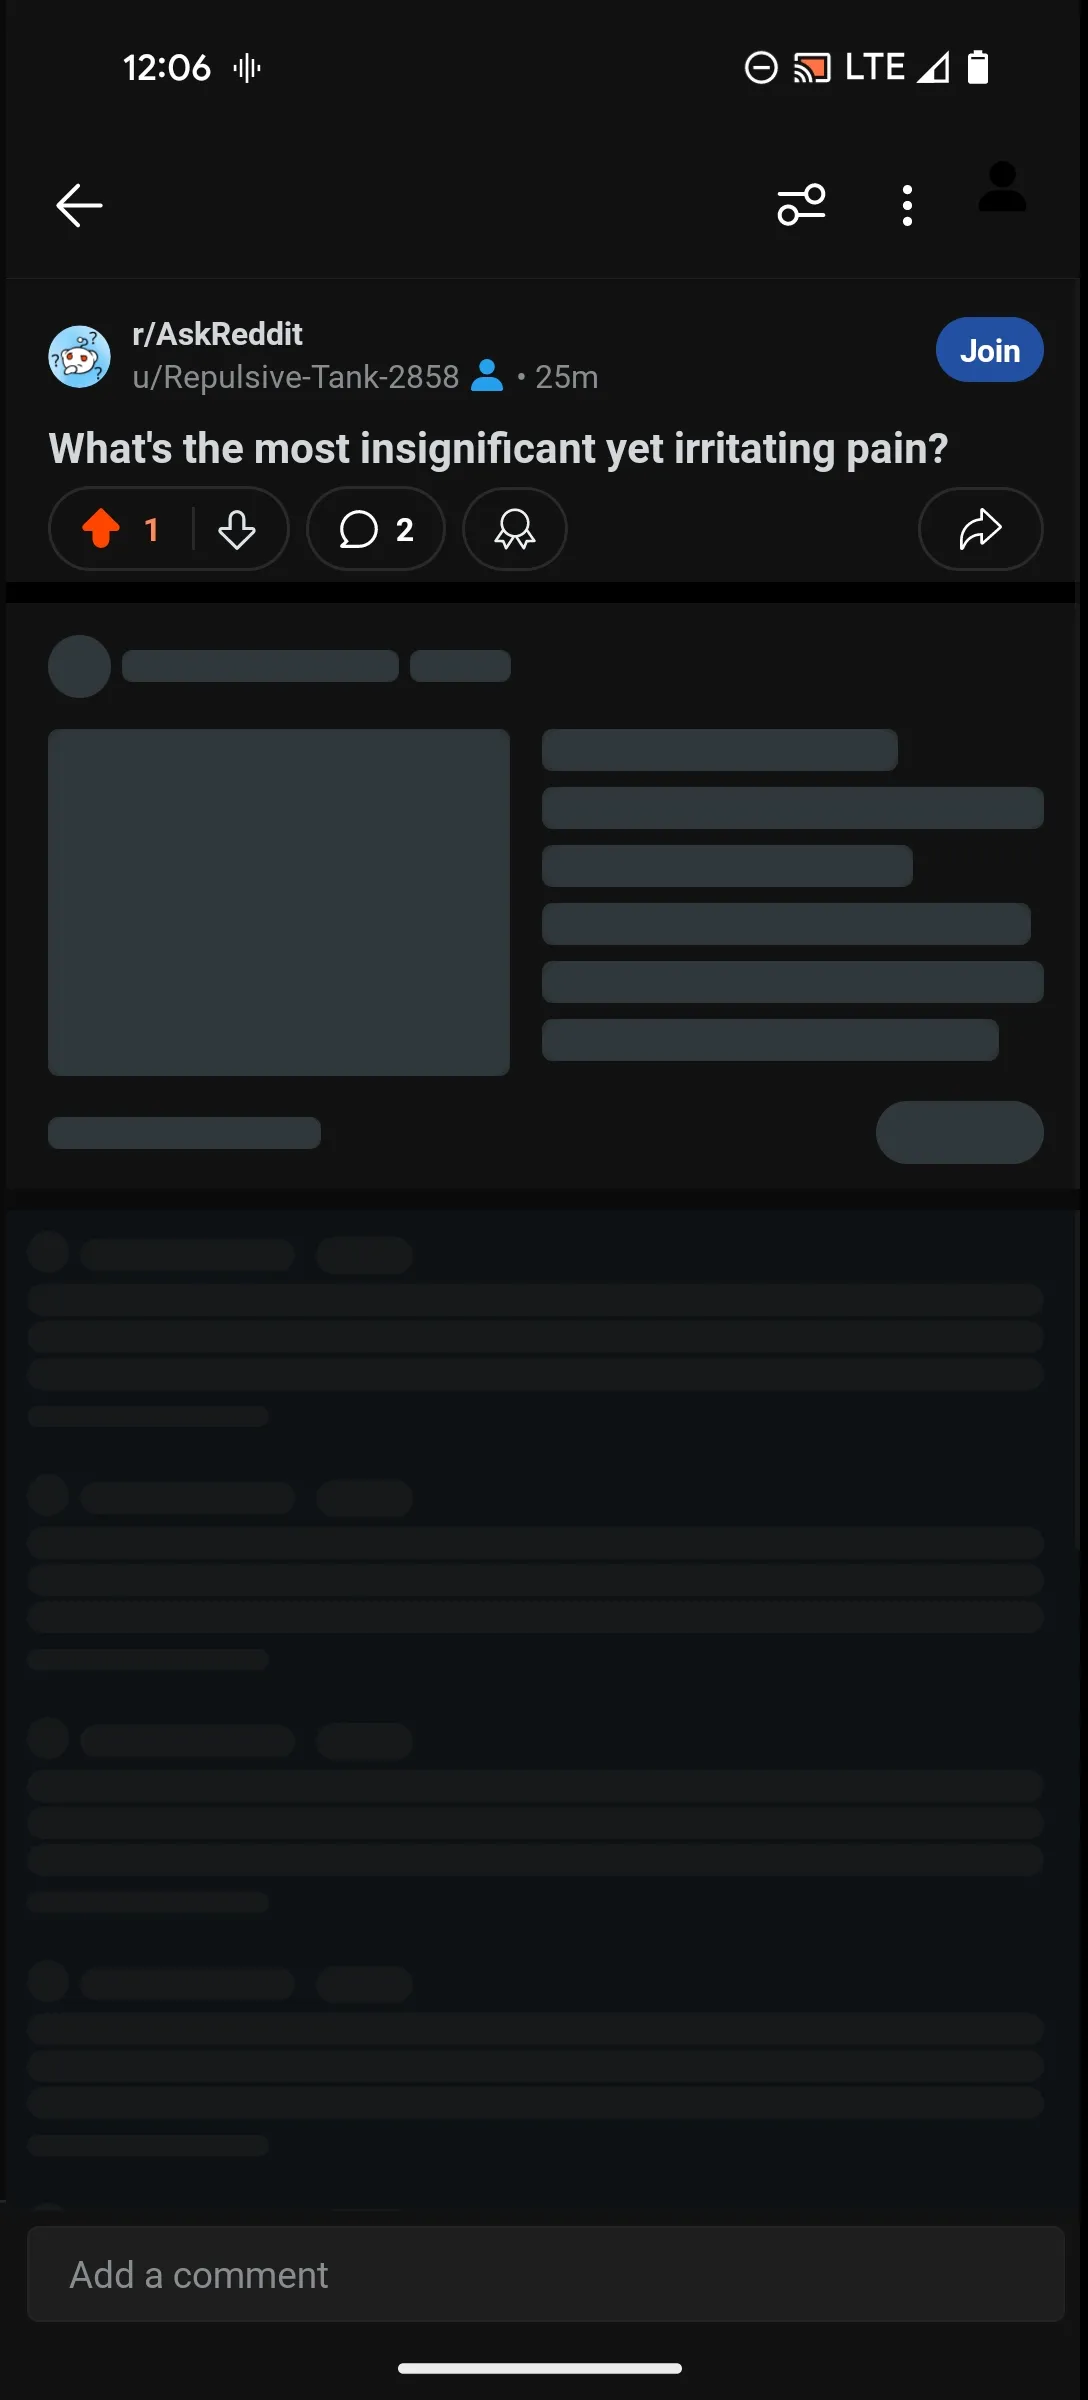 12:06 LTE
r/AskReddit
u/Repulsive-Tank-2858 • 25m
Join
What's the most insignificant yet irritating pain?
1 2
Add a comment